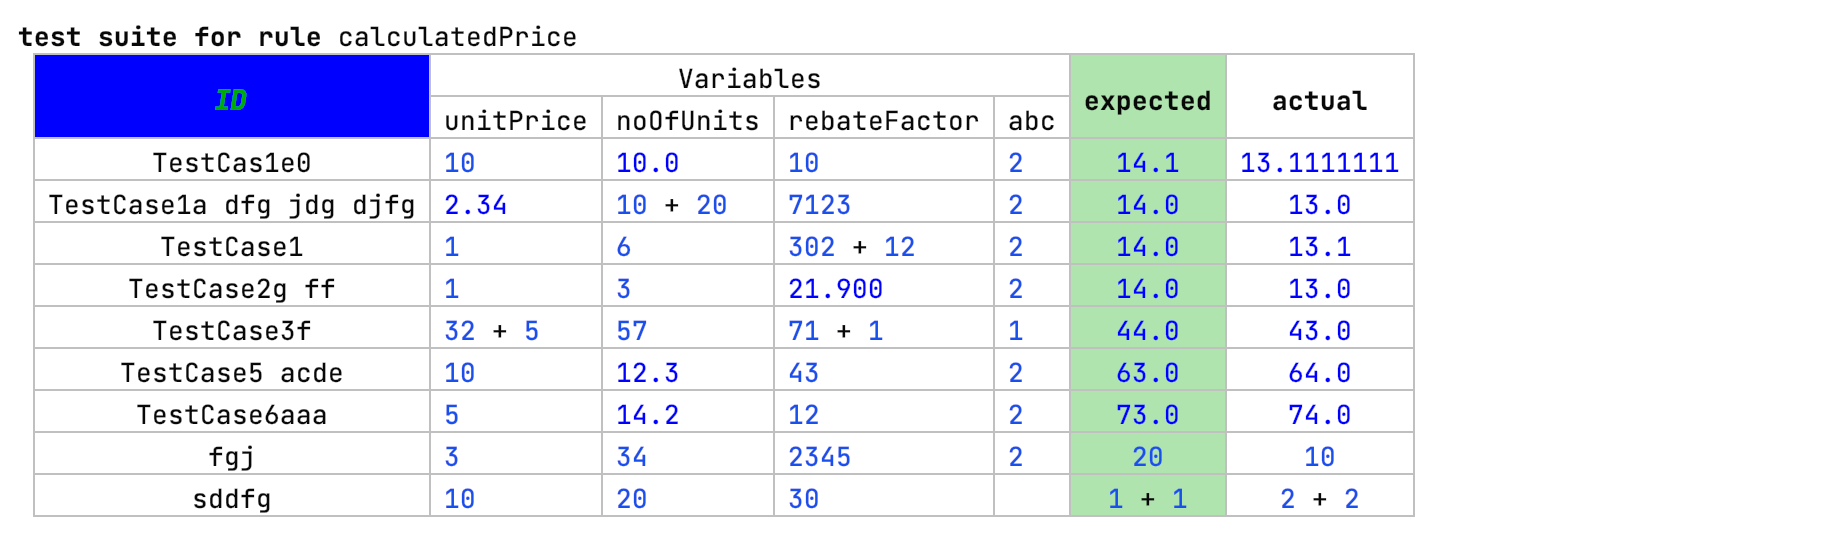 test suite for rule calculatedPrice
ID Variables expected actual
unitPrice noOfUnits rebateFactor abc
TestCas1e0 10 10.0 10 2 14.1 13.1111111
TestCase1a dfg jdg djfg 2.34 10 + 20 7123 2 14.0 13.0
TestCase1 1 6 302 + 12 2 14.0 13.1
TestCase2g ff 1 3 21.900 2 14.0 13.0
TestCase3f 32 + 5 57 71 + 1 1 44.0 43.0
TestCase5 acde 10 12.3 43 2 63.0 64.0
TestCase6aaa 5 14.2 12 2 73.0 74.0
fgj 3 34 2345 2 20 10
sddfg 10 20 30 1 + 1 2 + 2